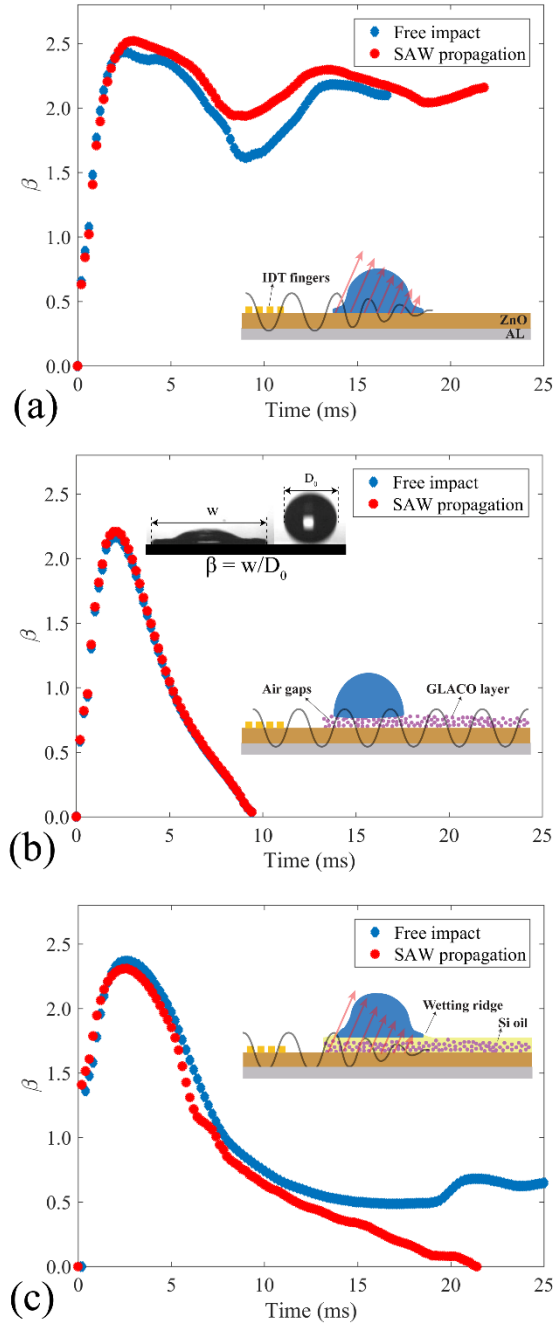 2.5
Free impact
SAW propagation
2.0
1.5
β
1.0
IDT fingers
0.5
ZnO
AL
0.0
0 5 10 15 20 25
Time (ms)
(a)
2.5
w
D₀
Free impact
SAW propagation
2.0
β = w/D₀
1.5
β
1.0
Air gaps
GLACO layer
0.5
0.0
0 5 10 15 20 25
Time (ms)
(b)
2.5
Free impact
SAW propagation
2.0
Wetting ridge
Si oil
1.5
β
1.0
0.5
0.0
0 5 10 15 20 25
Time (ms)
(c)